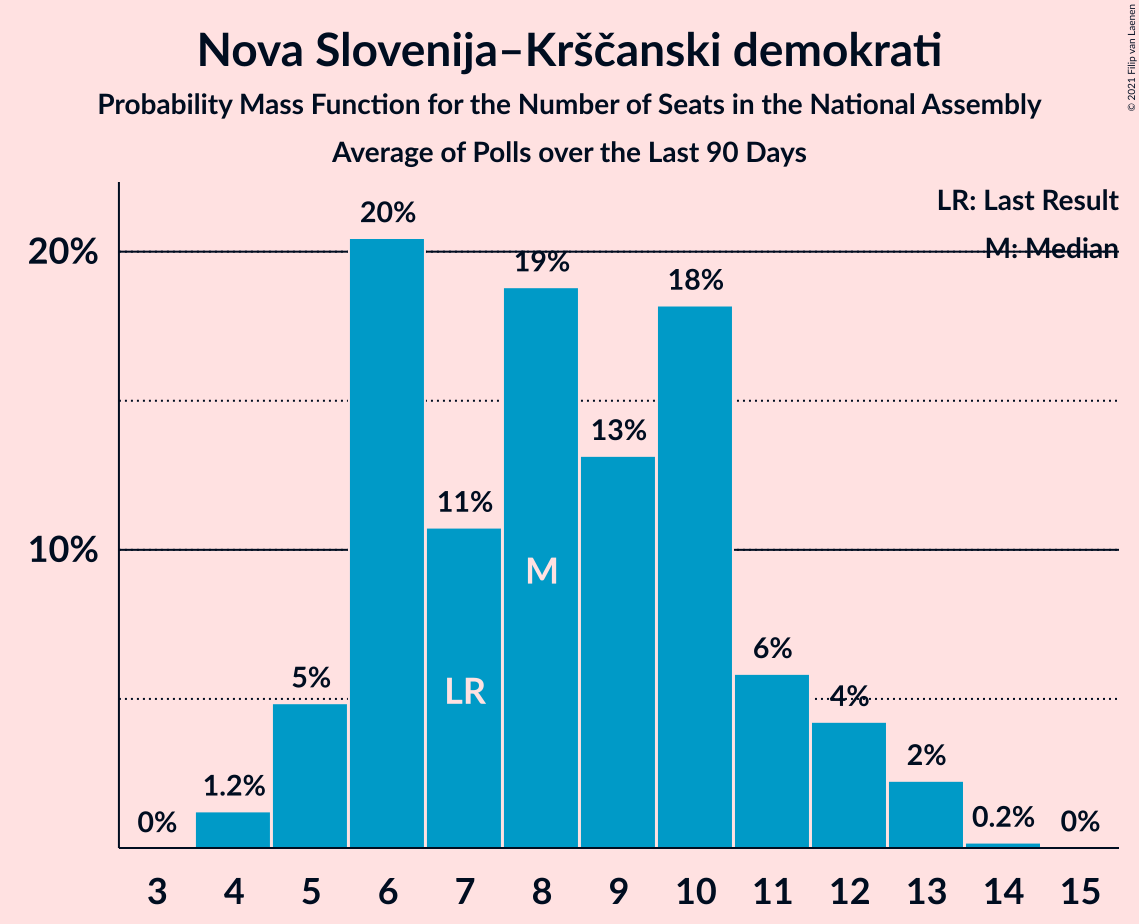 Nova Slovenija–Krščanski demokrati
Probability Mass Function for the Number of Seats in the National Assembly
Average of Polls over the Last 90 Days
© 2021 Filip van Laenen
LR: Last Result
M: Median
20%
10%
0%
1.2%
5%
20%
11%
19%
13%
18%
6%
4%
2%
0.2%
0%
LR
M
3 4 5 6 7 8 9 10 11 12 13 14 15